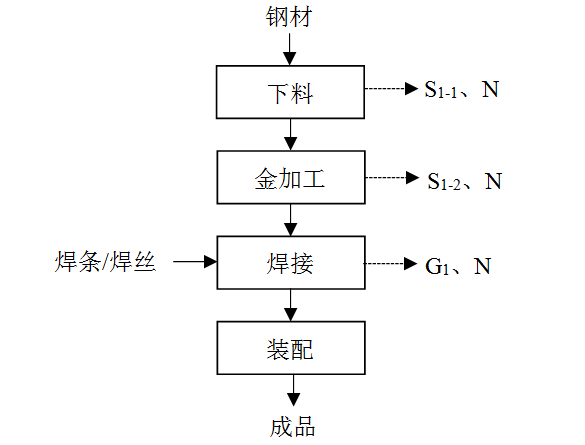 钢材
下料
S1-1、N
金加工
S1-2、N
焊条/焊丝
焊接
G1、N
装配
成品